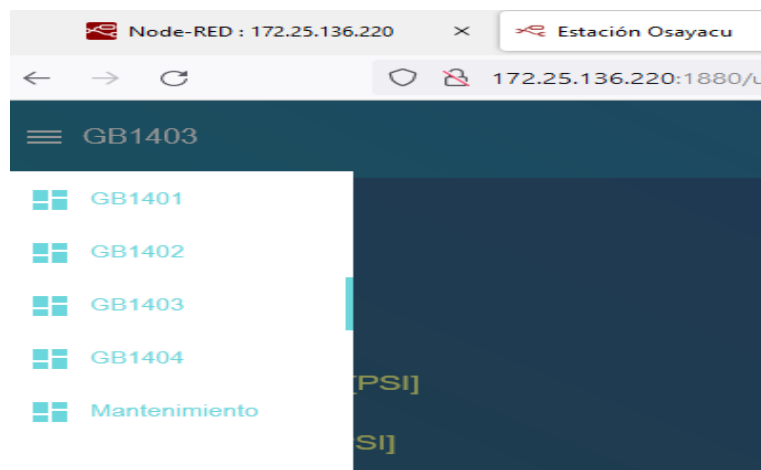 Node-RED : 172.25.136.220
Estación Osayacu
172.25.136.220:1880/u
GB1403
GB1401
GB1402
GB1403
GB1404
[PSI]
Mantenimiento
SI]